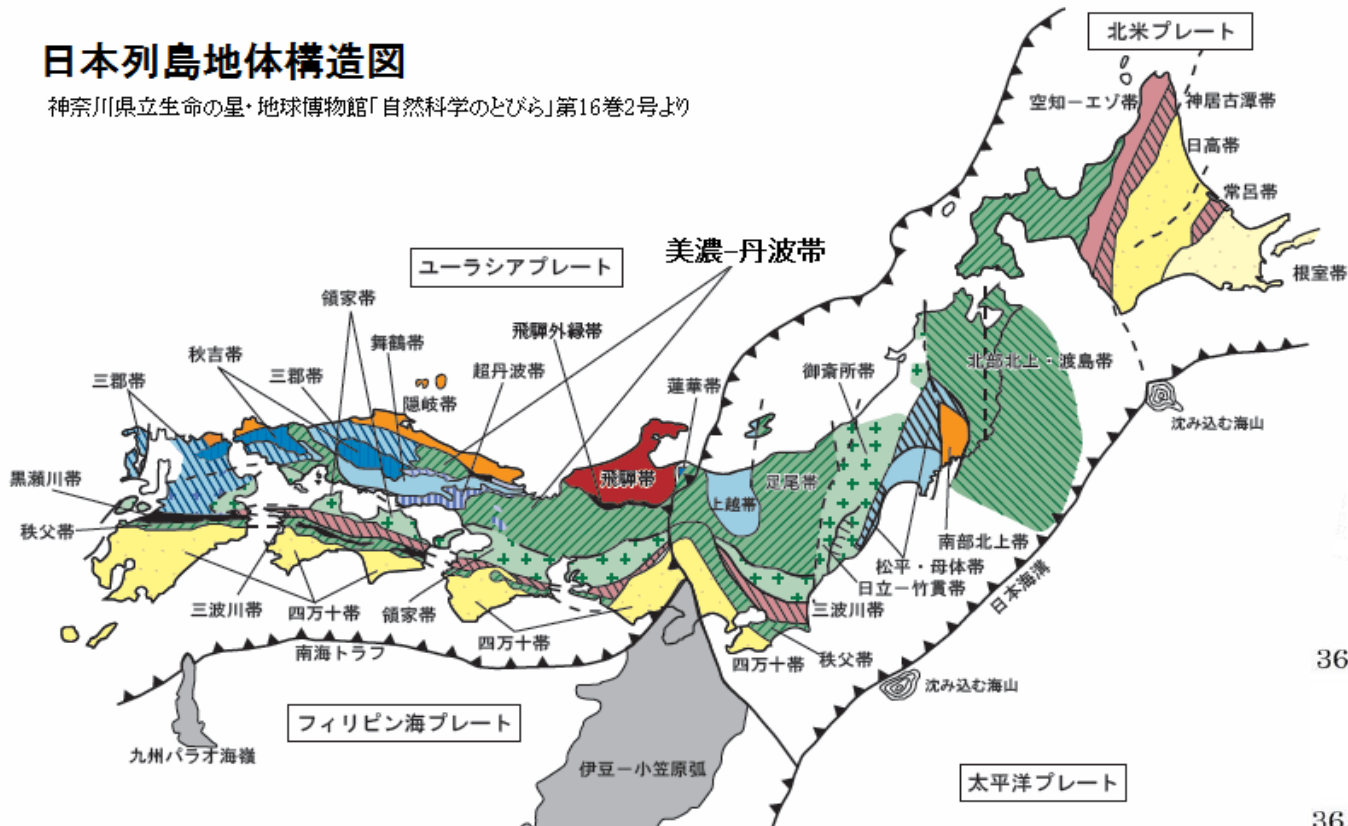 日本列島地体構造図
神奈川県立生命の星・地球博物館「自然科学のとびら」第16巻2号より
北米プレート
空知－エゾ帯
神居古潭帯
日高帯
常呂帯
根室帯
美濃-丹波帯
ユーラシアプレート
領家帯
飛騨外縁帯
舞鶴帯
秋吉帯
超丹波帯
三郡帯
三郡帯
隠岐帯
蓮華帯
御斎所帯
北部北上・渡島帯
沈み込む海山
黒瀬川帯
飛騨帯
足尾帯
上越帯
秩父帯
南部北上帯
松平・母体帯
日立－竹貫帯
三波川帯
四万十帯
領家帯
三波川帯
日本海溝
四万十帯
南海トラフ
四万十帯
秩父帯
36
沈み込む海山
フィリピン海プレート
九州パラオ海嶺
伊豆－小笠原弧
太平洋プレート
36